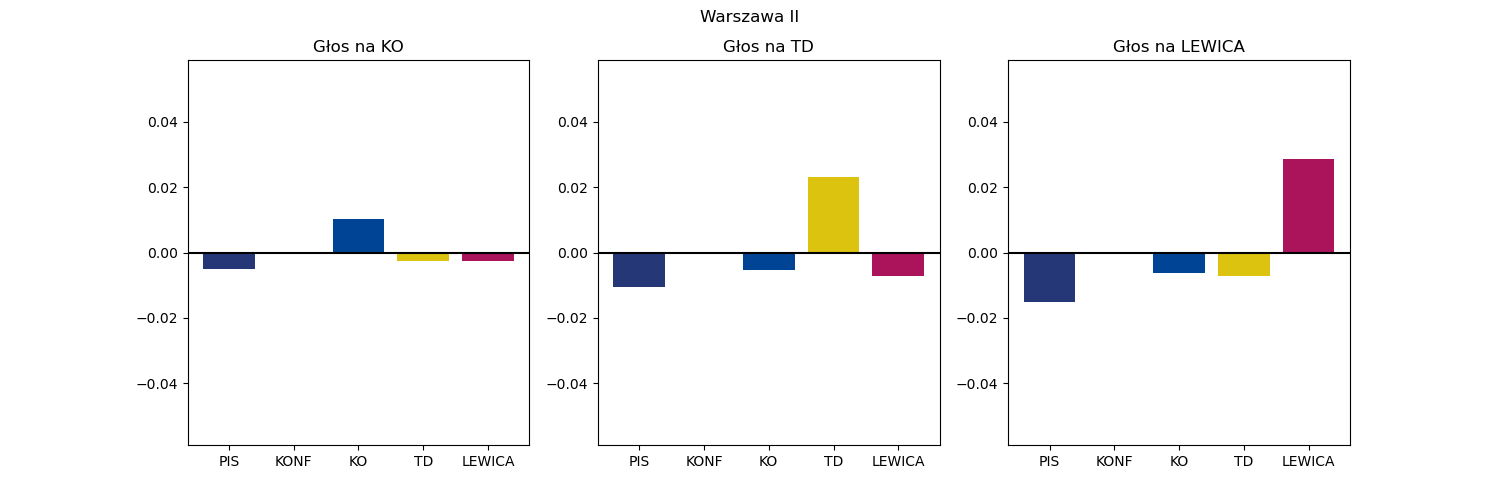 Warszawa II
Głos na KO
Głos na TD
Głos na LEWICA
0.04
0.02
0.00
−0.02
−0.04
PIS KONF KO TD LEWICA
0.04
0.02
0.00
−0.02
−0.04
PIS KONF KO TD LEWICA
0.04
0.02
0.00
−0.02
−0.04
PIS KONF KO TD LEWICA